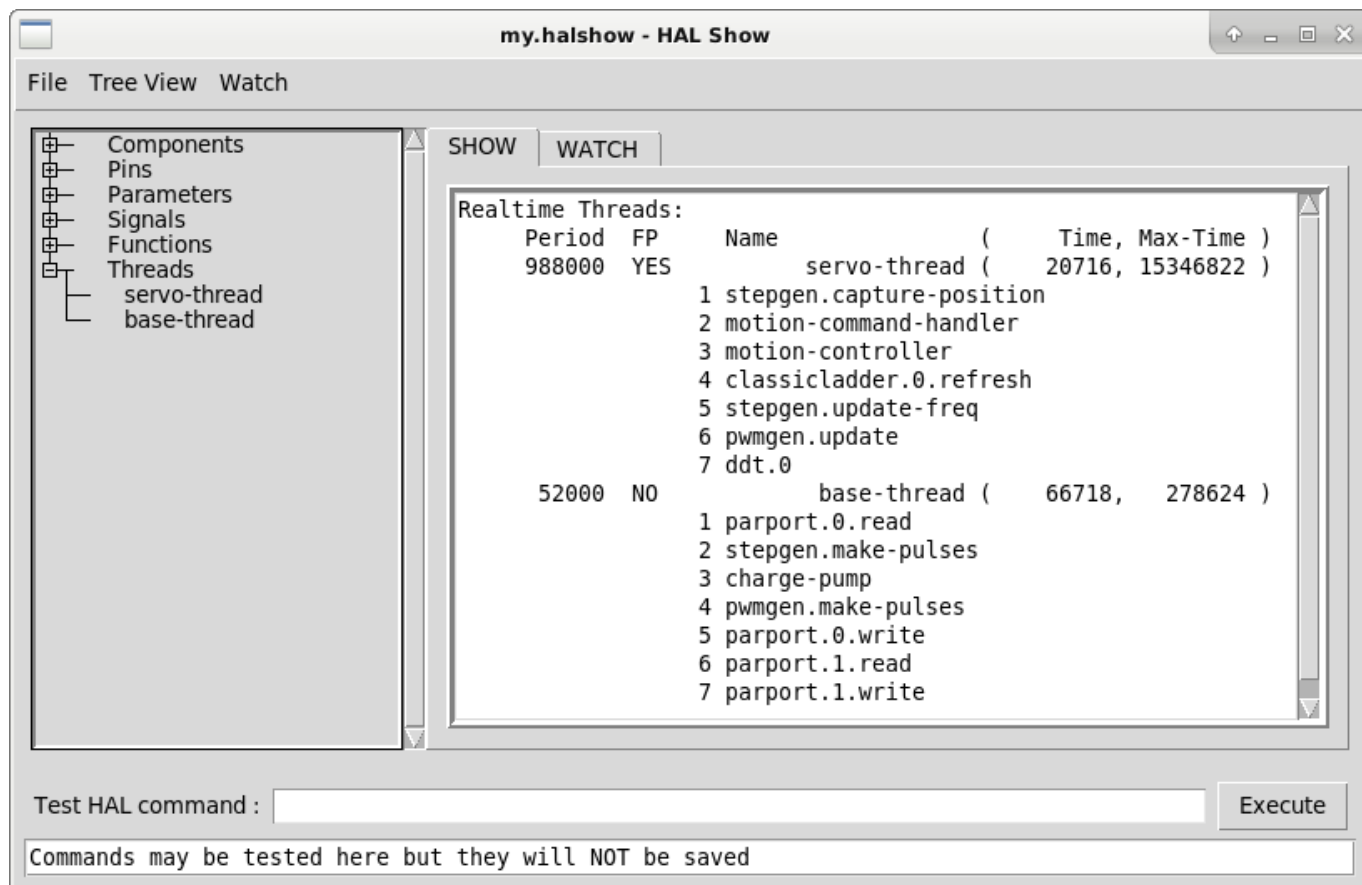 my.halshow - HAL Show
File Tree View Watch
Components
Pins
Parameters
Signals
Functions
Threads
servo-thread
base-thread
SHOW WATCH
Realtime Threads:
Period FP Name ( Time, Max-Time )
988000 YES servo-thread ( 20716, 15346822 )
1 stepgen.capture-position
2 motion-command-handler
3 motion-controller
4 classicladder.0.refresh
5 stepgen.update-freq
6 pwmgen.update
7 ddt.0
52000 NO base-thread ( 66718, 278624 )
1 parport.0.read
2 stepgen.make-pulses
3 charge-pump
4 pwmgen.make-pulses
5 parport.0.write
6 parport.1.read
7 parport.1.write
Test HAL command : Execute
Commands may be tested here but they will NOT be saved